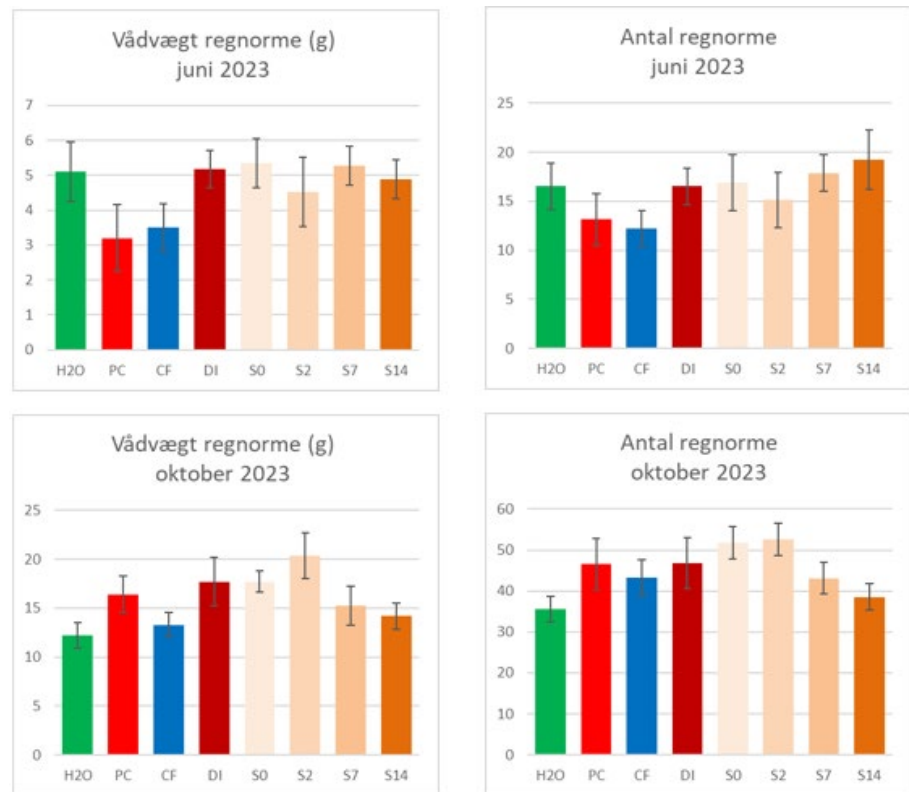 Vådvægt regnorme (g)
juni 2023
7
6
5
4
3
2
1
0
H2O PC CF DI S0 S2 S7 S14
Antal regnorme
juni 2023
25
20
15
10
5
0
H2O PC CF DI S0 S2 S7 S14
Vådvægt regnorme (g)
oktober 2023
25
20
15
10
5
0
H2O PC CF DI S0 S2 S7 S14
Antal regnorme
oktober 2023
60
50
40
30
20
10
0
H2O PC CF DI S0 S2 S7 S14